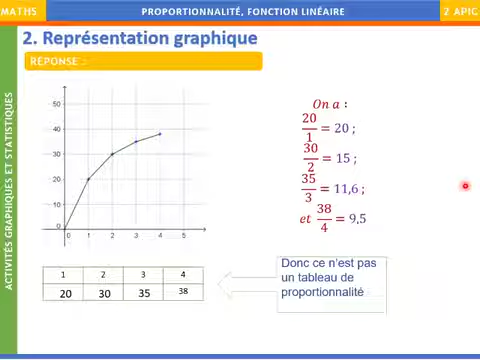 MATHS
PROPORTIONNALITÉ, FONCTION LINÉAIRE
2 APIC
2. Représentation graphique
RÉPONSE :
ACTIVITÉS GRAPHIQUES ET STATISTIQUES
50
40
30
20
10
0
0 1 2 3 4 5
On a :
20/1 = 20 ;
30/2 = 15 ;
35/3 = 11,6 ;
et 38/4 = 9,5
1 2 3 4
20 30 35 38
Donc ce n'est pas
un tableau de
proportionnalité